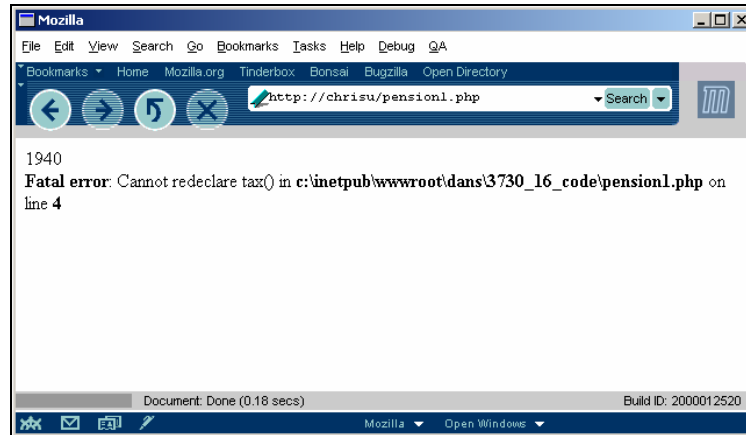 Mozilla
File Edit View Search Go Bookmarks Tasks Help Debug QA
Bookmarks Home Mozilla.org Tinderbox Bonsai Bugzilla Open Directory
http://chrisu/pension1.php Search
1940
Fatal error: Cannot redeclare tax() in c:\inetpub\wwwroot\dans\3730_16_code\pension1.php on
line 4
Document: Done (0.18 secs) Build ID: 2000012520
Mozilla Open Windows